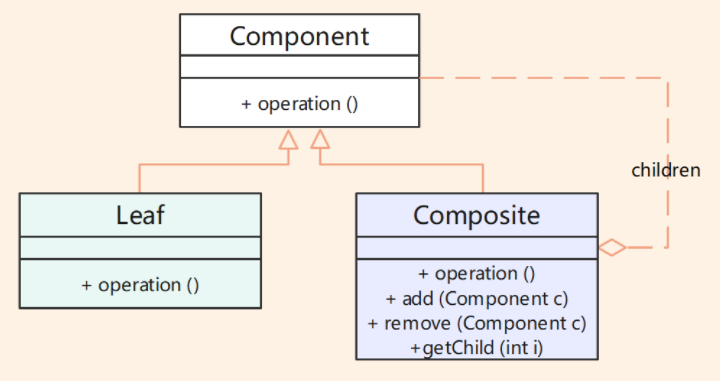 Component
+ operation ()
children
Leaf
+ operation ()
Composite
+ operation ()
+ add (Component c)
+ remove (Component c)
+getChild (int i)